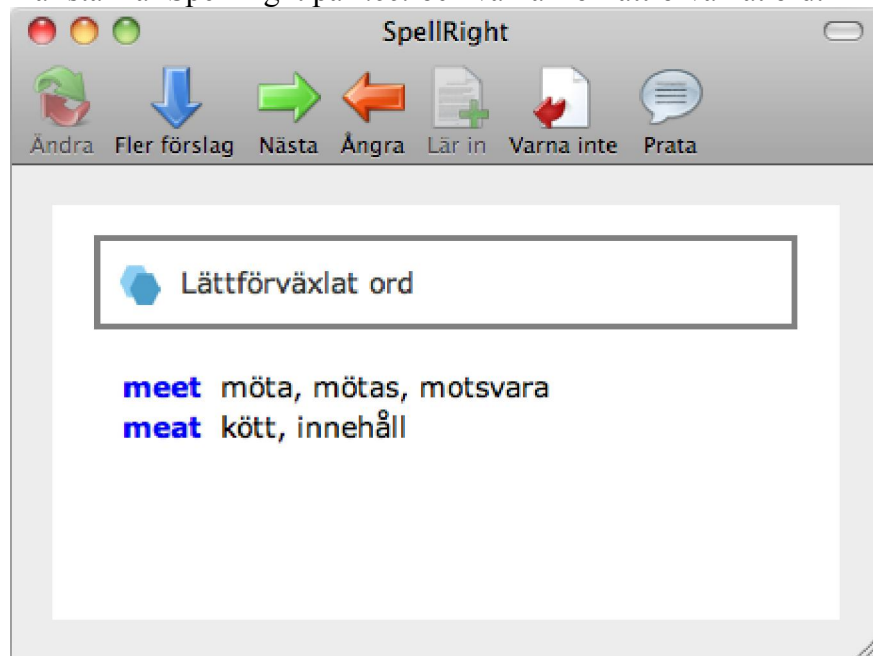 SpellRight
Ändra Fler förslag Nästa Ångra Lär in Varna inte Prata
Lättförväxlat ord
meet möta, mötas, motsvara
meat kött, innehåll